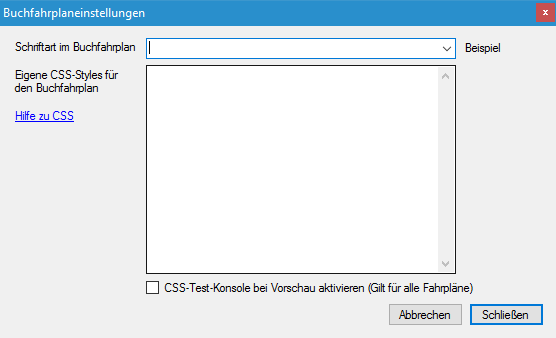 Buchfahrplaneinstellungen
Schriftart im Buchfahrplan
Beispiel
Eigene CSS-Styles für
den Buchfahrplan
Hilfe zu CSS
CSS-Test-Konsole bei Vorschau aktivieren (Gilt für alle Fahrpläne)
Abbrechen
Schließen